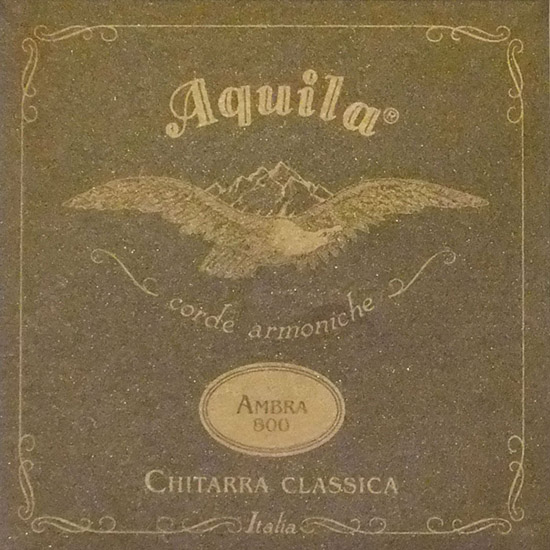 Aquila®
corde armoniche
AMBRA
800
CHITARRA CLASSICA
Italia